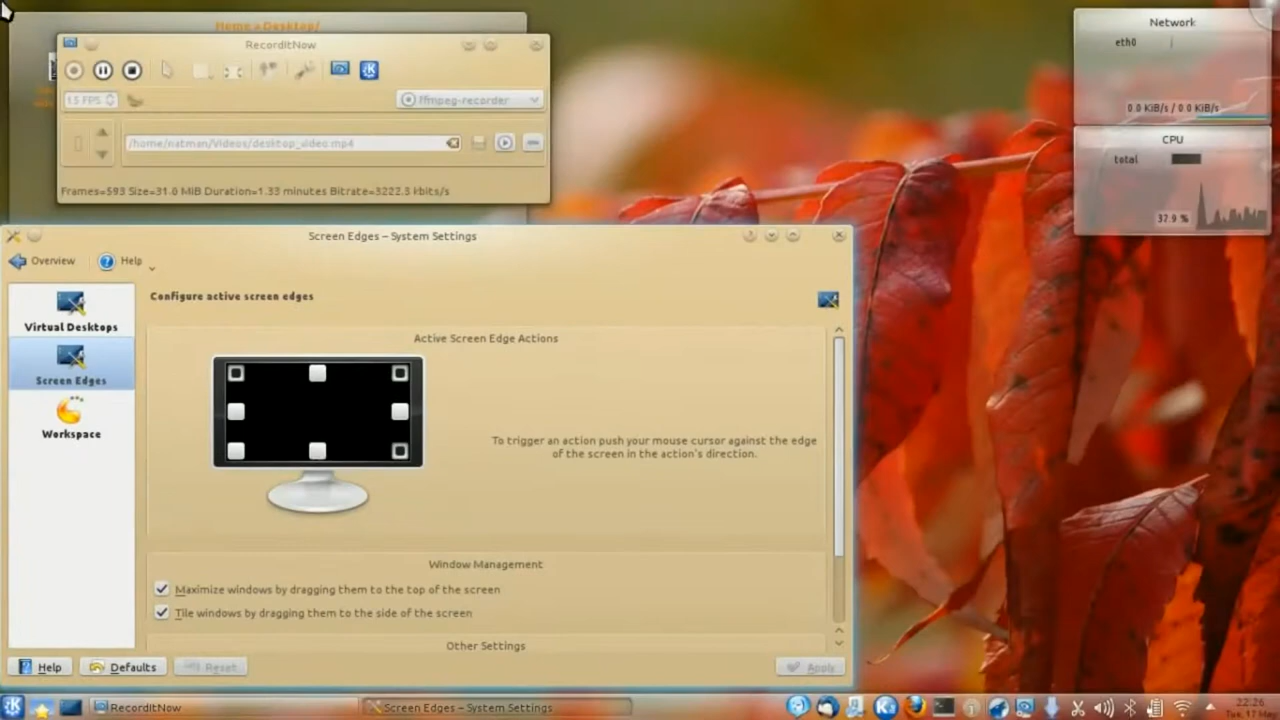 Home > Desktop/
RecordItNow
15 FPS
ffmpeg-recorder
/home/natman/Videos/desktop_video.mp4
Frames=593 Size=31.0 MiB Duration=1.33 minutes Bitrate=3222.3 kbits/s
Network
eth0
0.0 KiB/s / 0.0 KiB/s
CPU
total
37.9 %
Screen Edges – System Settings
Overview
Help
Virtual Desktops
Screen Edges
Workspace
Configure active screen edges
Active Screen Edge Actions
To trigger an action push your mouse cursor against the edge
of the screen in the action's direction.
Window Management
Maximize windows by dragging them to the top of the screen
Tile windows by dragging them to the side of the screen
Other Settings
Help
Defaults
Reset
Apply
RecordItNow
Screen Edges – System Settings
22:26
Tue, 17 May